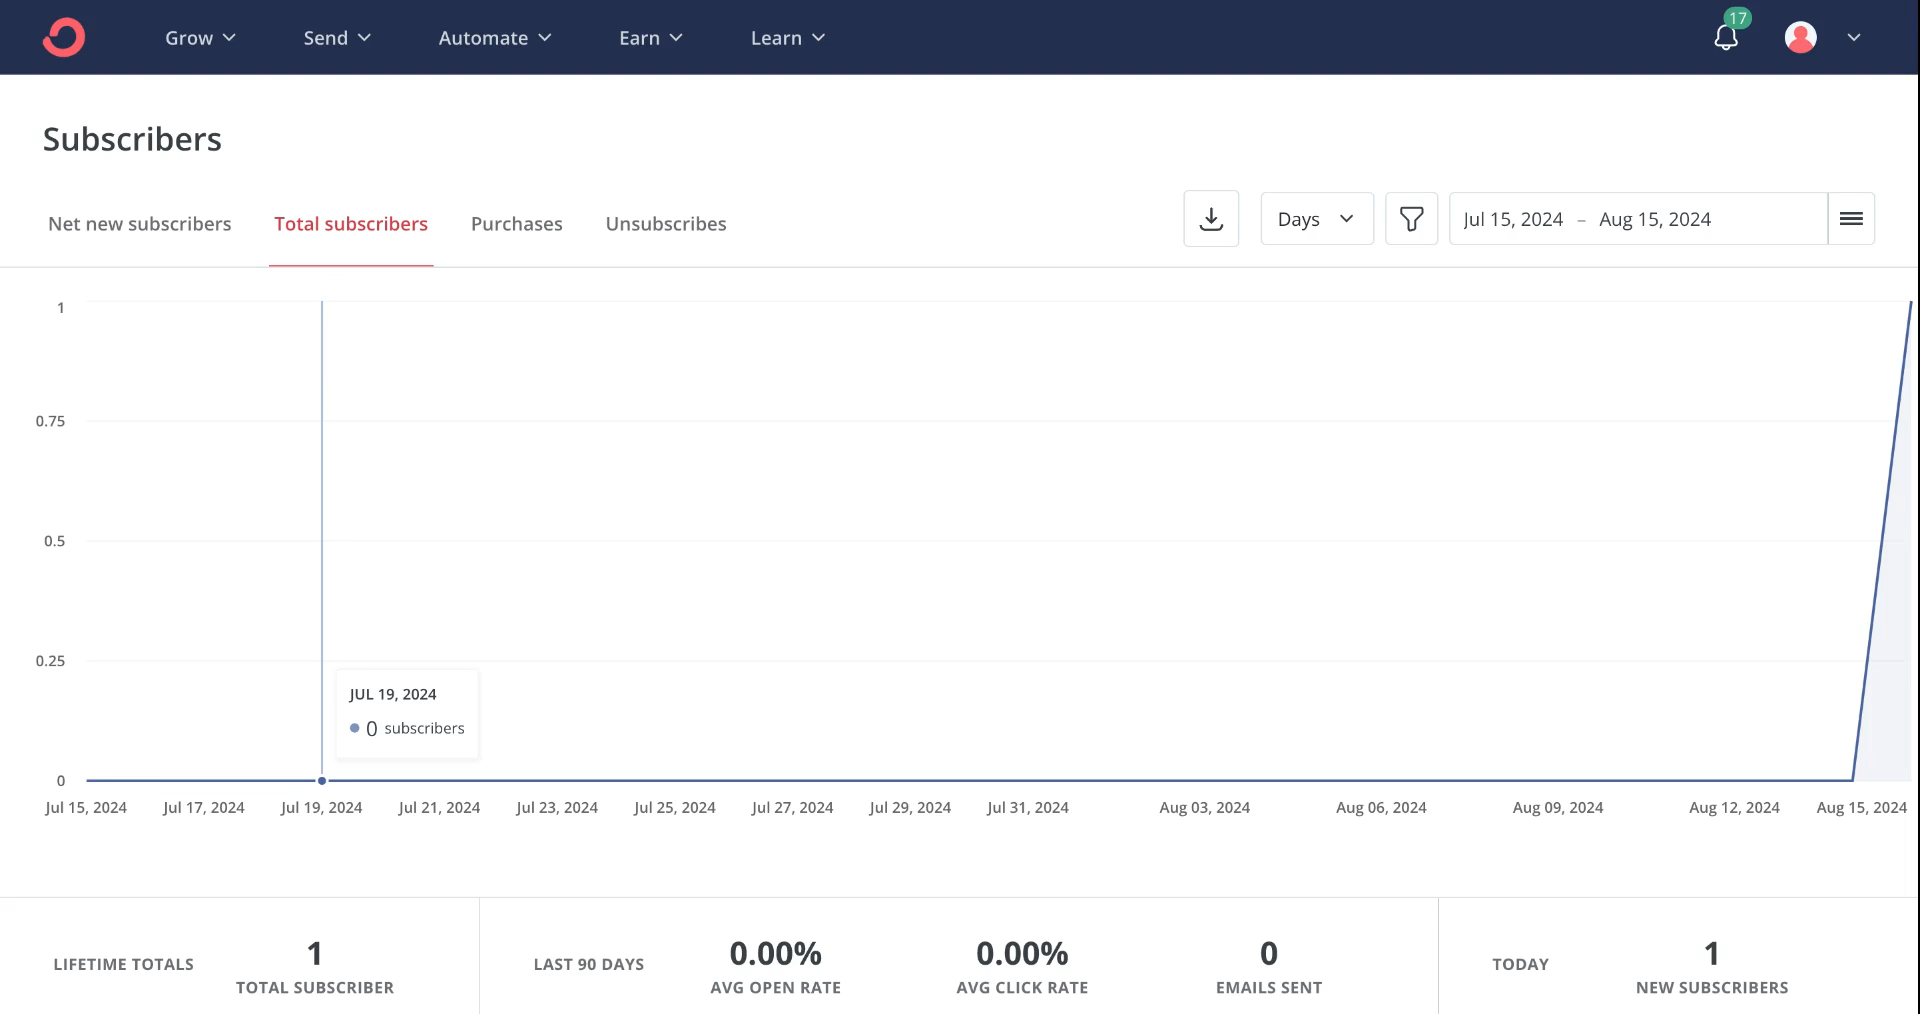 Grow Send Automate Earn Learn 17
Subscribers
Net new subscribers Total subscribers Purchases Unsubscribes Days Jul 15, 2024 – Aug 15, 2024
1
0.75
0.5
0.25
JUL 19, 2024
0 subscribers
0
Jul 15, 2024 Jul 17, 2024 Jul 19, 2024 Jul 21, 2024 Jul 23, 2024 Jul 25, 2024 Jul 27, 2024 Jul 29, 2024 Jul 31, 2024 Aug 03, 2024 Aug 06, 2024 Aug 09, 2024 Aug 12, 2024 Aug 15, 2024
LIFETIME TOTALS
1
TOTAL SUBSCRIBER
LAST 90 DAYS
0.00%
AVG OPEN RATE
0.00%
AVG CLICK RATE
0
EMAILS SENT
TODAY
1
NEW SUBSCRIBERS